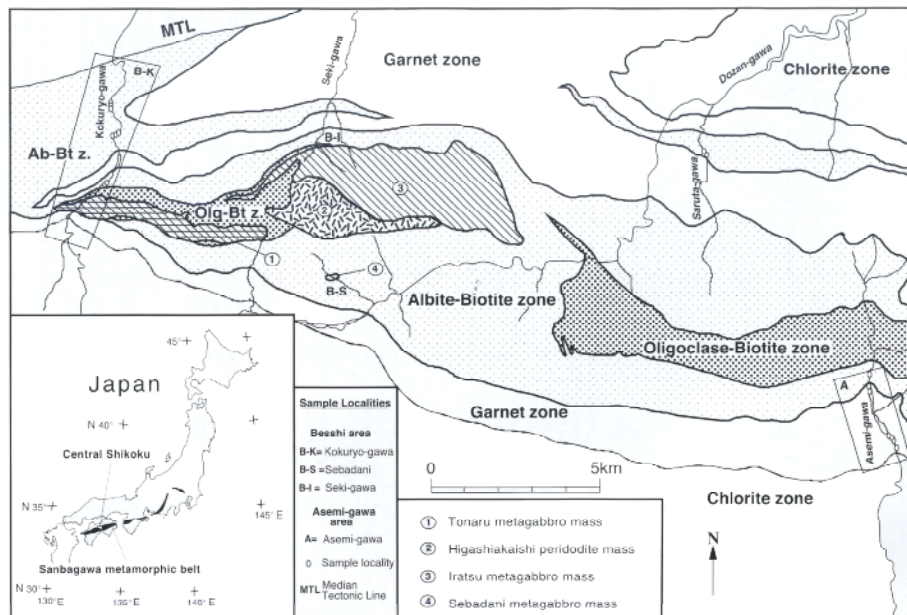 MTL
B-K
Kokuryo-gawa
Seki-gawa
Garnet zone
Dozan-gawa
Chlorite zone
Ab-Bt z.
B-I
Saruta-gawa
Olg-Bt z.
1
2
3
4
B-S
Albite-Biotite zone
Oligoclase-Biotite zone
Garnet zone
A
Asemi-gawa
Chlorite zone
0 5km
N
Japan
45°
N 40°
Central Shikoku
N 35°
145° E
Sanbagawa metamorphic belt
N 30°
130°E
135°E
140°E
Sample Localities
Besshi area
B-K= Kokuryo-gawa
B-S =Sebadani
B-I = Seki-gawa
Asemi-gawa
area
A= Asemi-gawa
0 Sample locality
MTL Median
Tectonic Line
1 Tonaru metagabbro mass
2 Higashiakaishi peridodite mass
3 Iratsu metagabbro mass
4 Sebadani metagabbro mass